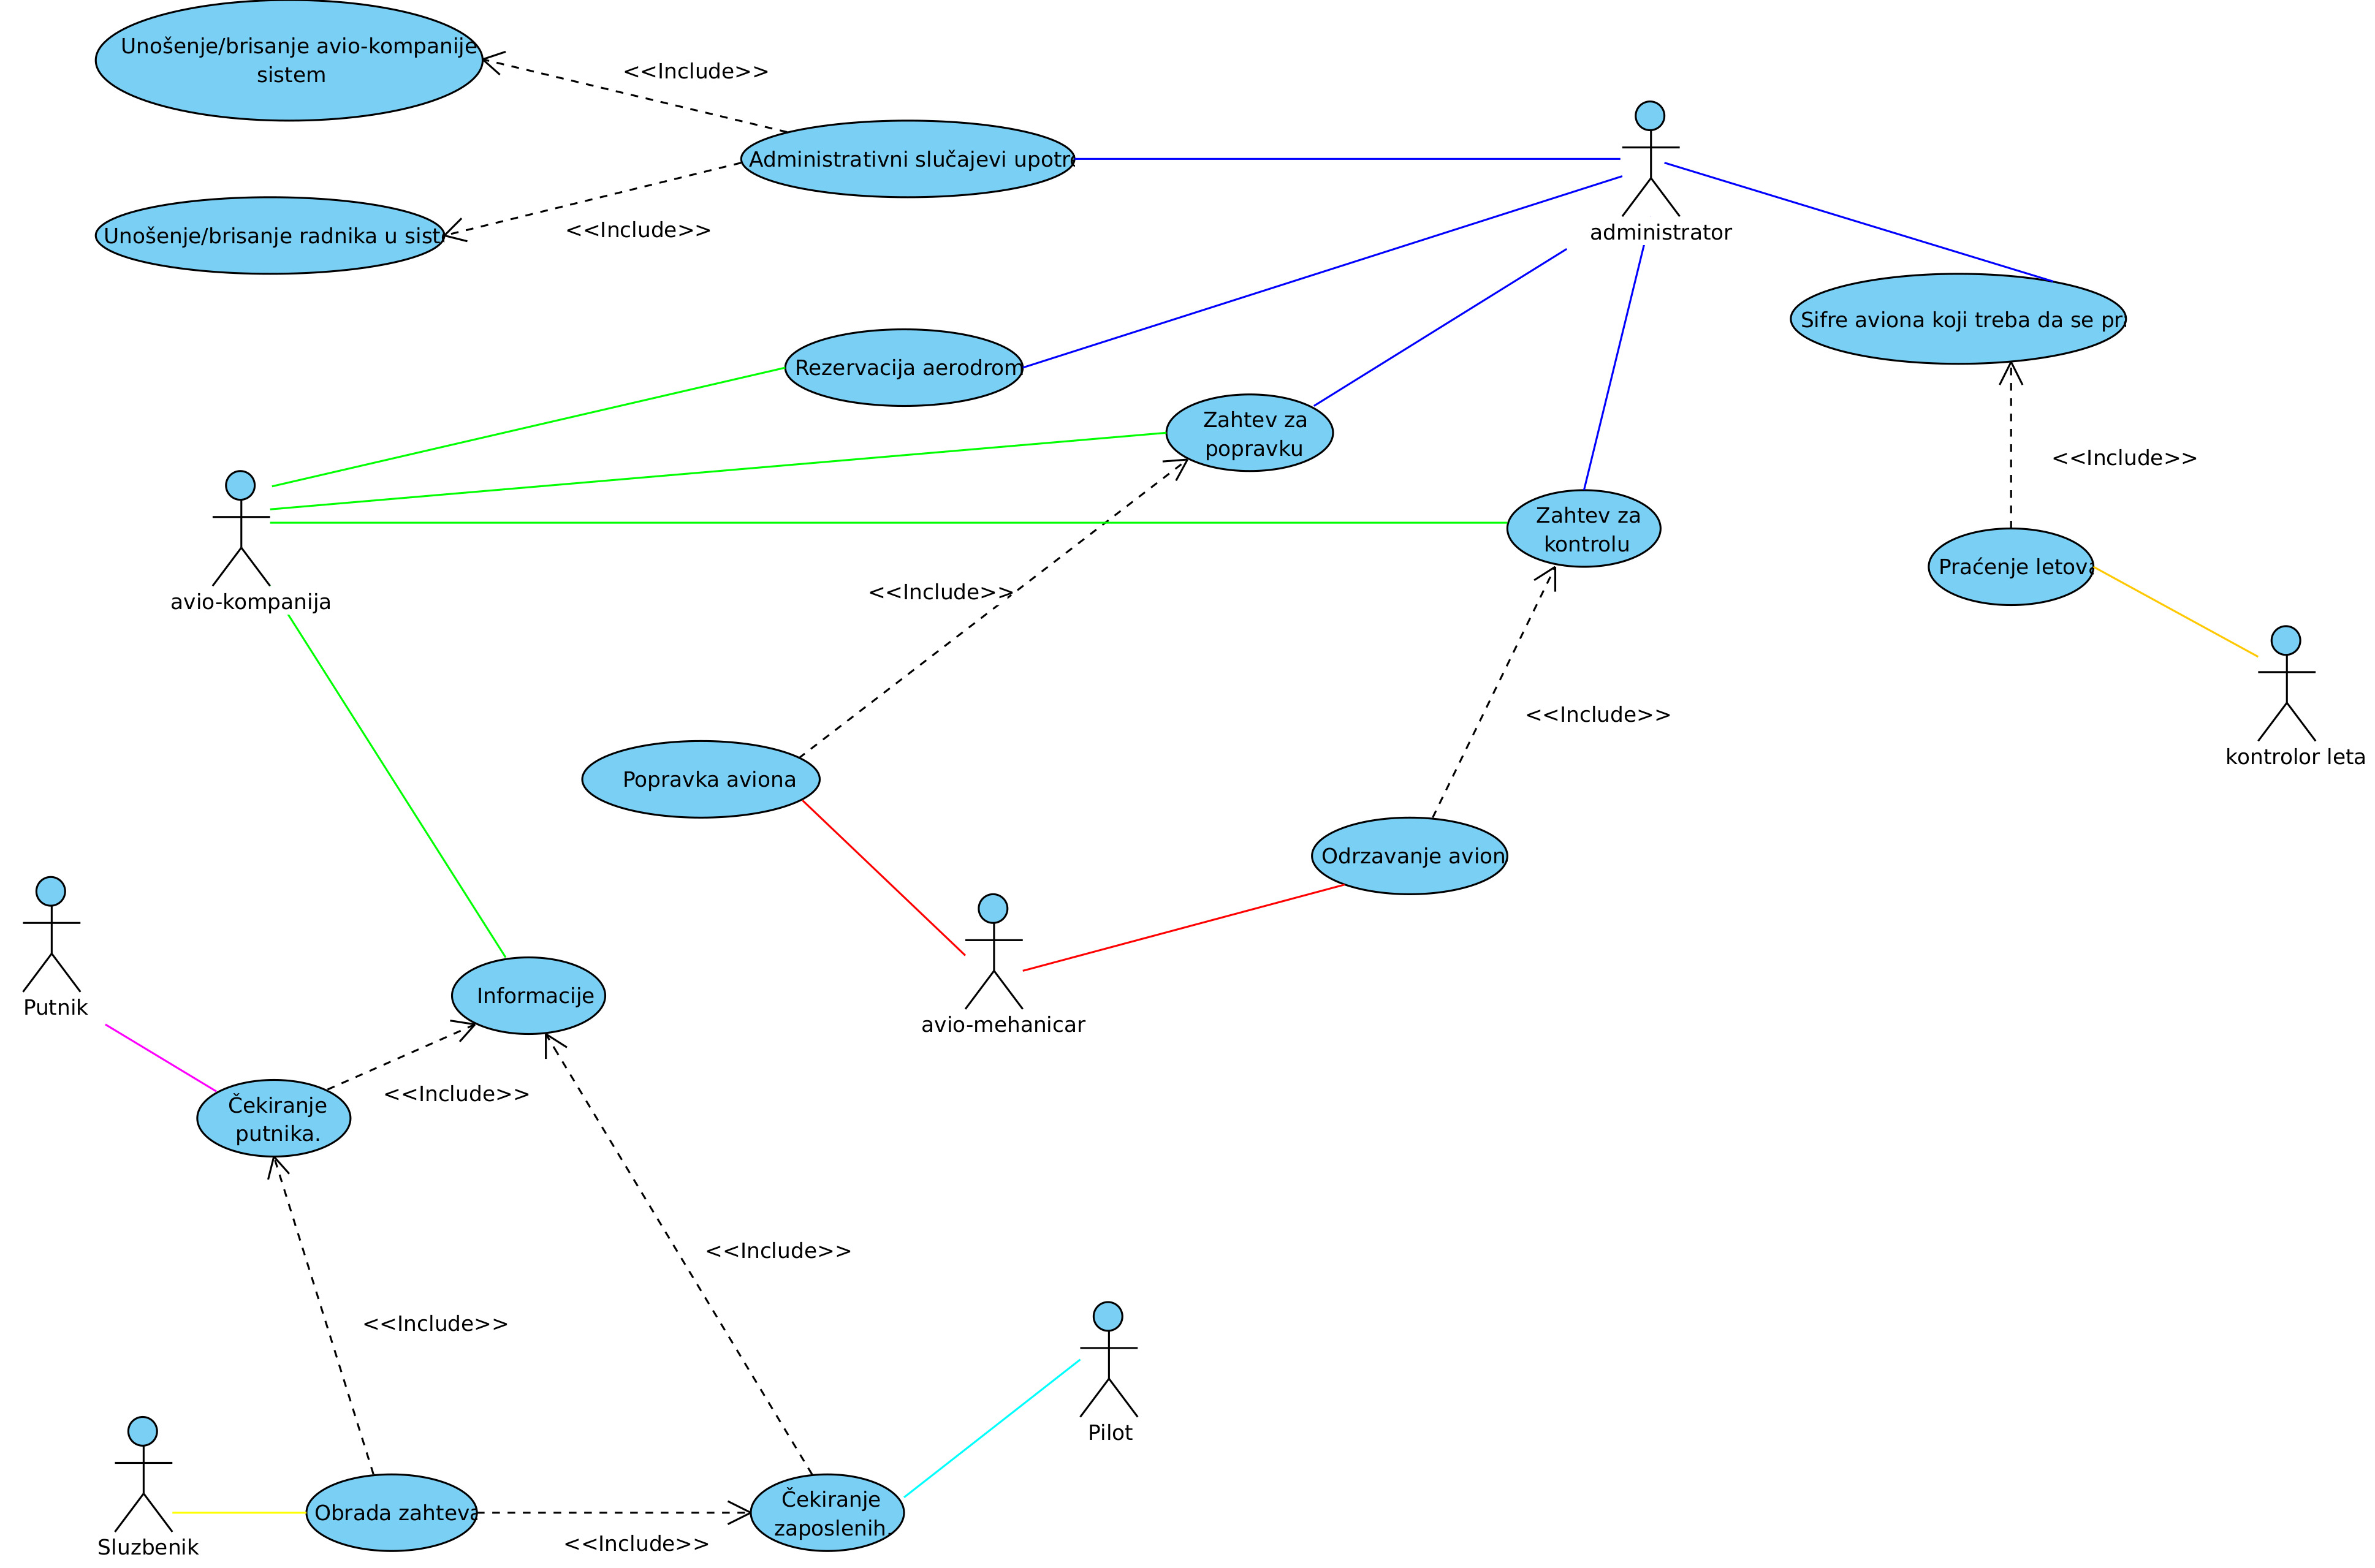 Unošenje/brisanje avio-kompanije
sistem
<<Include>>
Administrativni slučajevi upotre
<<Include>>
Unošenje/brisanje radnika u sist
administrator
Sifre aviona koji treba da se pr
Rezervacija aerodrom
Zahtev za
popravku
<<Include>>
Zahtev za
kontrolu
Praćenje letova
avio-kompanija
<<Include>>
<<Include>>
kontrolor leta
Popravka aviona
Odrzavanje avion
Putnik
Informacije
avio-mehanicar
<<Include>>
Čekiranje
putnika.
<<Include>>
<<Include>>
Pilot
Sluzbenik
Obrada zahteva
<<Include>>
Čekiranje
zaposlenih.